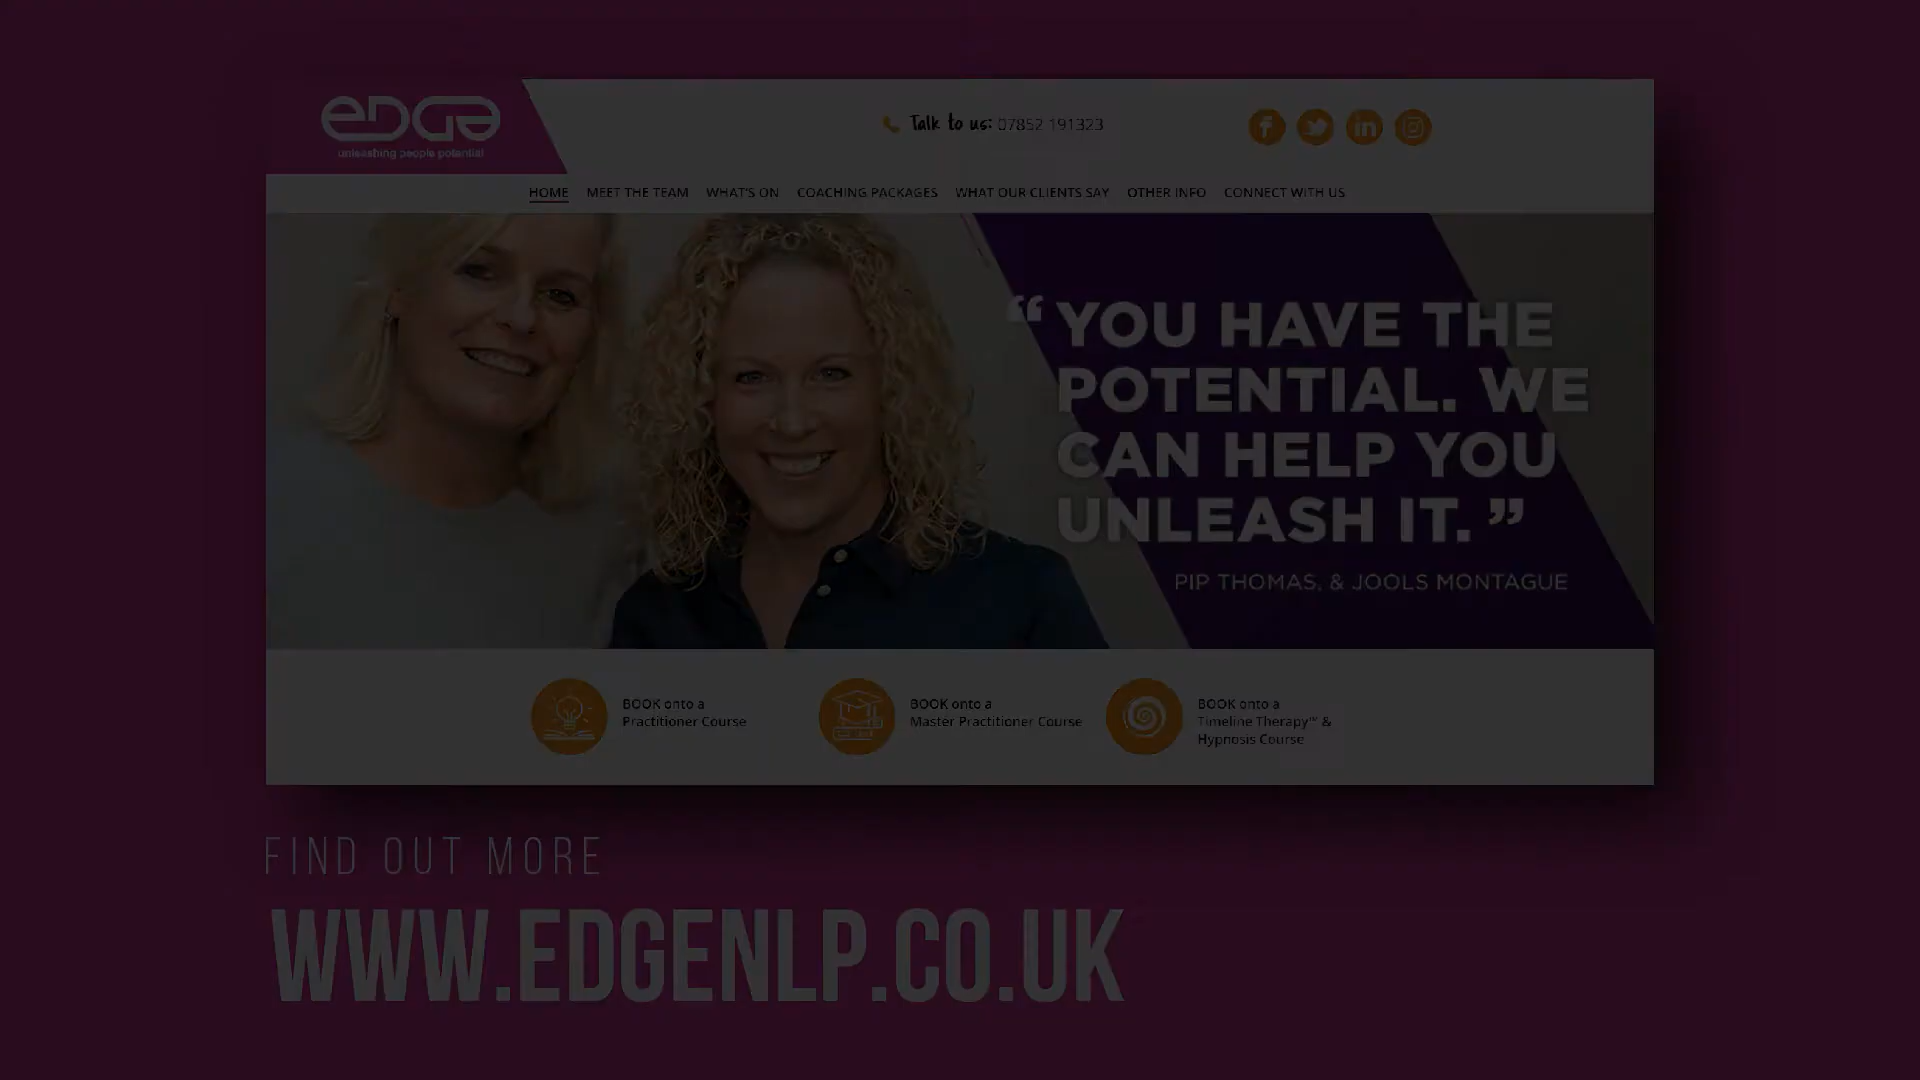 eDGe
unleashing people potential
Talk to us: 07852 191323
HOME MEET THE TEAM WHAT'S ON COACHING PACKAGES WHAT OUR CLIENTS SAY OTHER INFO CONNECT WITH US
“YOU HAVE THE
POTENTIAL. WE
CAN HELP YOU
UNLEASH IT.”
PIP THOMAS, & JOOLS MONTAGUE
BOOK onto a
Practitioner Course
BOOK onto a
Master Practitioner Course
BOOK onto a
Timeline Therapy™ &
Hypnosis Course
FIND OUT MORE
WWW.EDGENLP.CO.UK